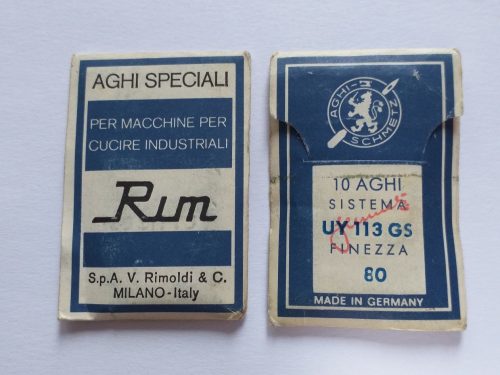 AGHI SPECIALI
PER MACCHINE PER
CUCIRE INDUSTRIALI
Rim
S.p.A. V. Rimoldi & C.
MILANO-Italy
AGHI-
SCHMETZ
10 AGHI
SISTEMA
UY 113 GS
FINEZZA
80
MADE IN GERMANY